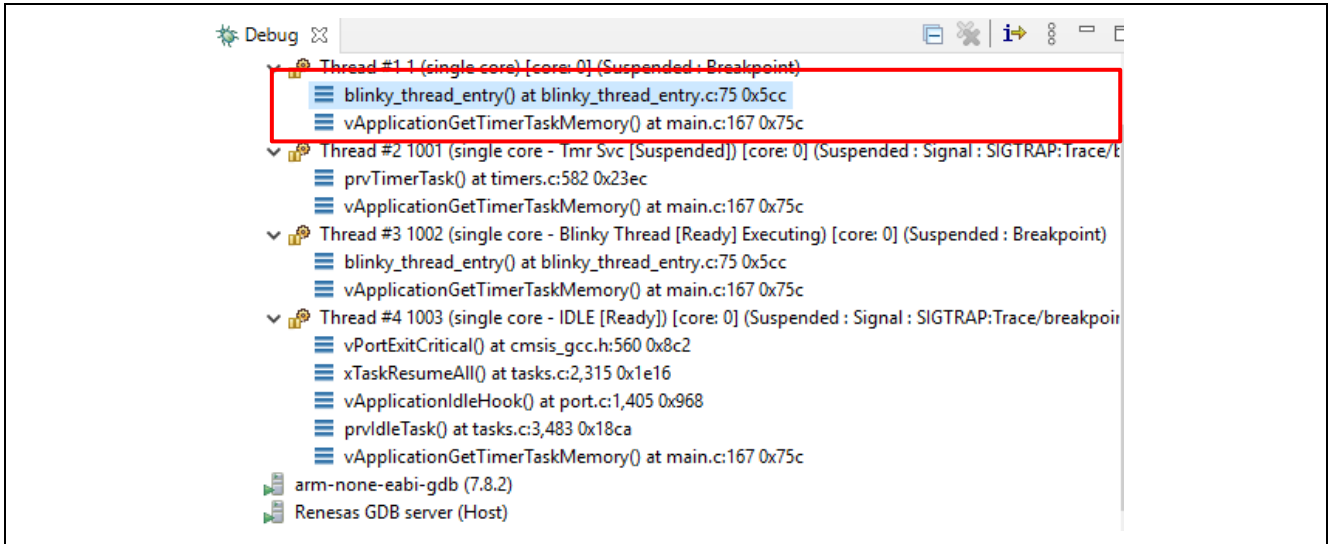 Debug
Thread #1 1 (single core) [core: 0] (Suspended : Breakpoint)
blinky_thread_entry() at blinky_thread_entry.c:75 0x5cc
vApplicationGetTimerTaskMemory() at main.c:167 0x75c
Thread #2 1001 (single core - Tmr Svc [Suspended]) [core: 0] (Suspended : Signal : SIGTRAP:Trace/b
prvTimerTask() at timers.c:582 0x23ec
vApplicationGetTimerTaskMemory() at main.c:167 0x75c
Thread #3 1002 (single core - Blinky Thread [Ready] Executing) [core: 0] (Suspended : Breakpoint)
blinky_thread_entry() at blinky_thread_entry.c:75 0x5cc
vApplicationGetTimerTaskMemory() at main.c:167 0x75c
Thread #4 1003 (single core - IDLE [Ready]) [core: 0] (Suspended : Signal : SIGTRAP:Trace/breakpoin
vPortExitCritical() at cmsis_gcc.h:560 0x8c2
xTaskResumeAll() at tasks.c:2,315 0x1e16
vApplicationIdleHook() at port.c:1,405 0x968
prvIdleTask() at tasks.c:3,483 0x18ca
vApplicationGetTimerTaskMemory() at main.c:167 0x75c
arm-none-eabi-gdb (7.8.2)
Renesas GDB server (Host)